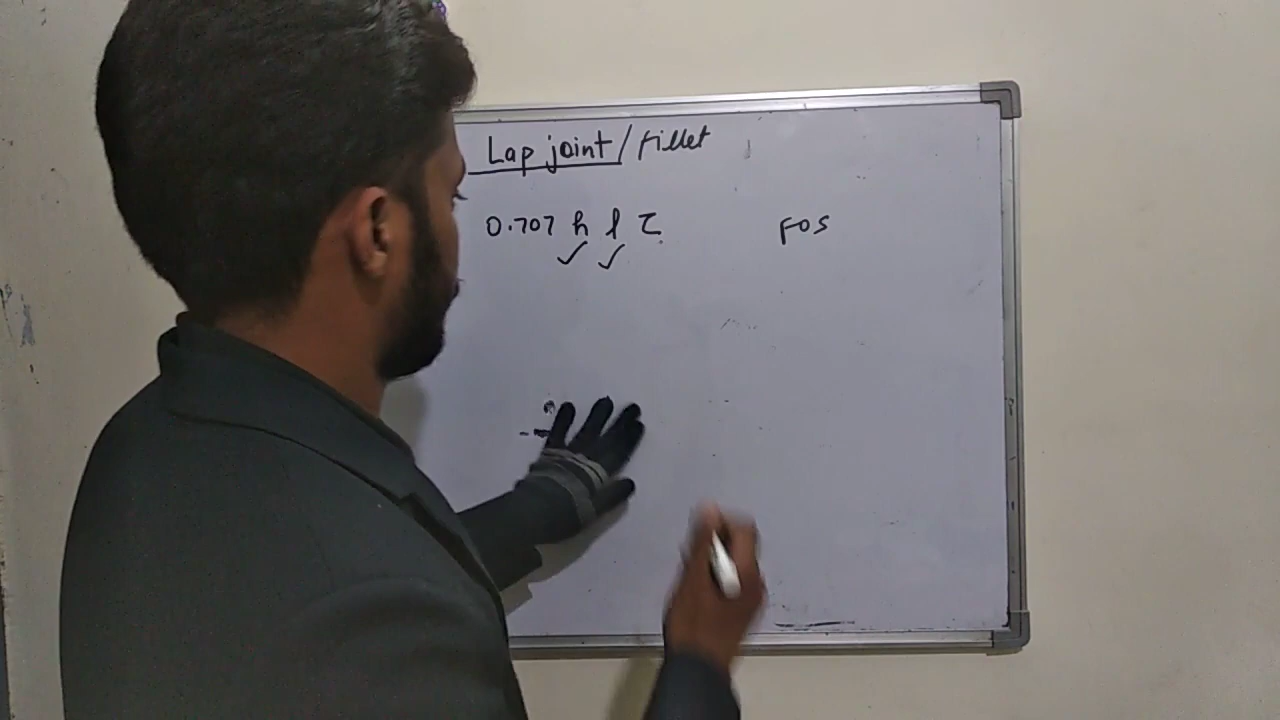 Lap joint / fillet
0.707 h l τ
FOS